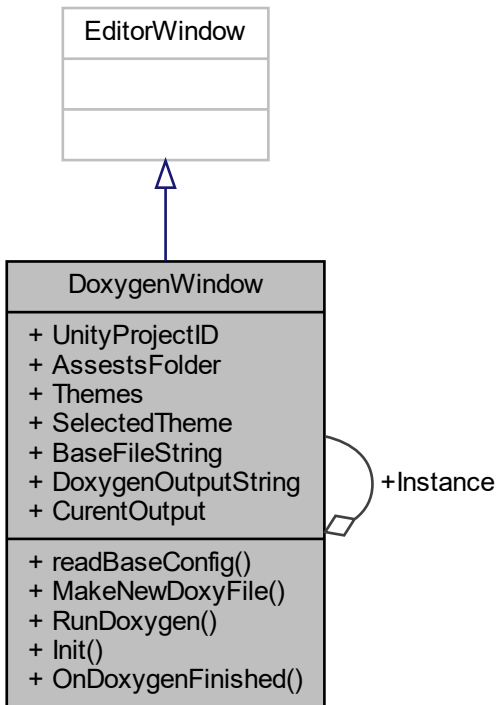 EditorWindow
DoxygenWindow
+ UnityProjectID
+ AssestsFolder
+ Themes
+ SelectedTheme
+ BaseFileString
+ DoxygenOutputString
+ CurentOutput
+Instance
+ readBaseConfig()
+ MakeNewDoxyFile()
+ RunDoxygen()
+ Init()
+ OnDoxygenFinished()